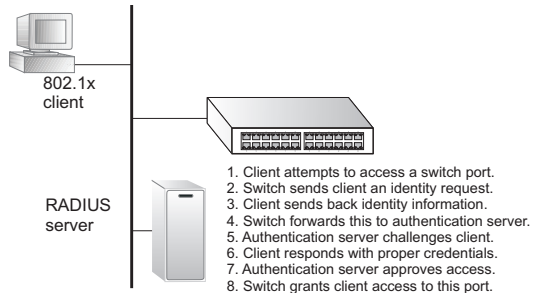 802.1x
client
RADIUS
server
1. Client attempts to access a switch port.
2. Switch sends client an identity request.
3. Client sends back identity information.
4. Switch forwards this to authentication server.
5. Authentication server challenges client.
6. Client responds with proper credentials.
7. Authentication server approves access.
8. Switch grants client access to this port.